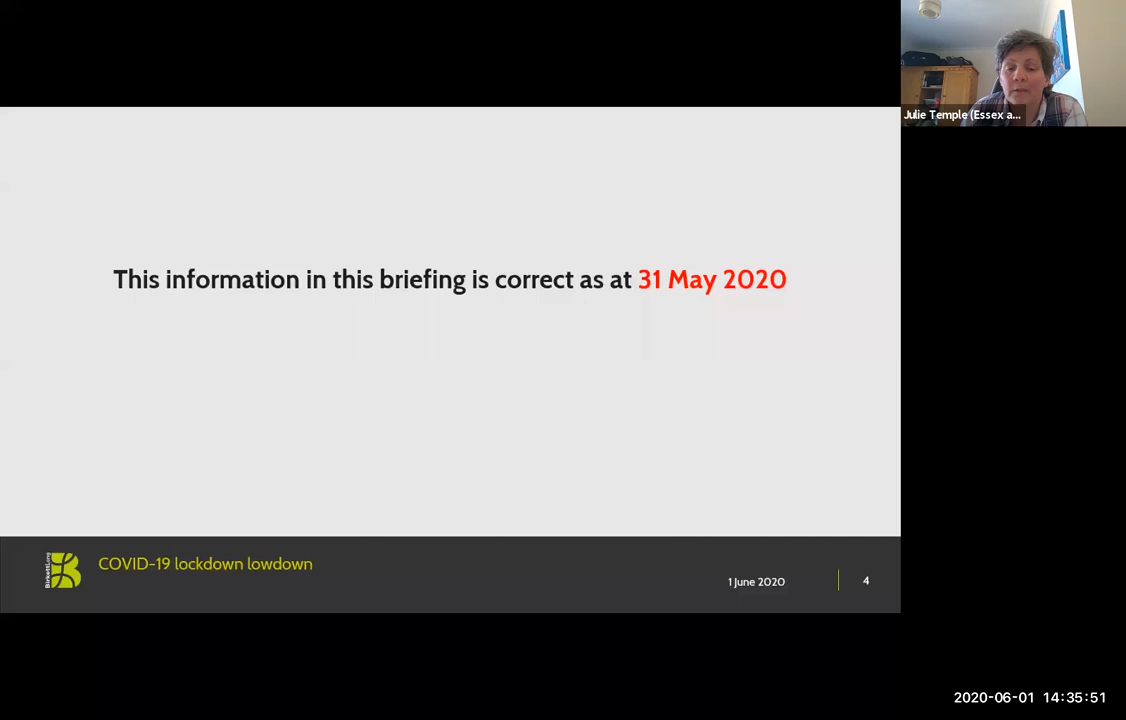 Julie Temple (Essex a...
This information in this briefing is correct as at 31 May 2020
BirkettLong
COVID-19 lockdown lowdown
1 June 2020
4
2020-06-01 14:35:51